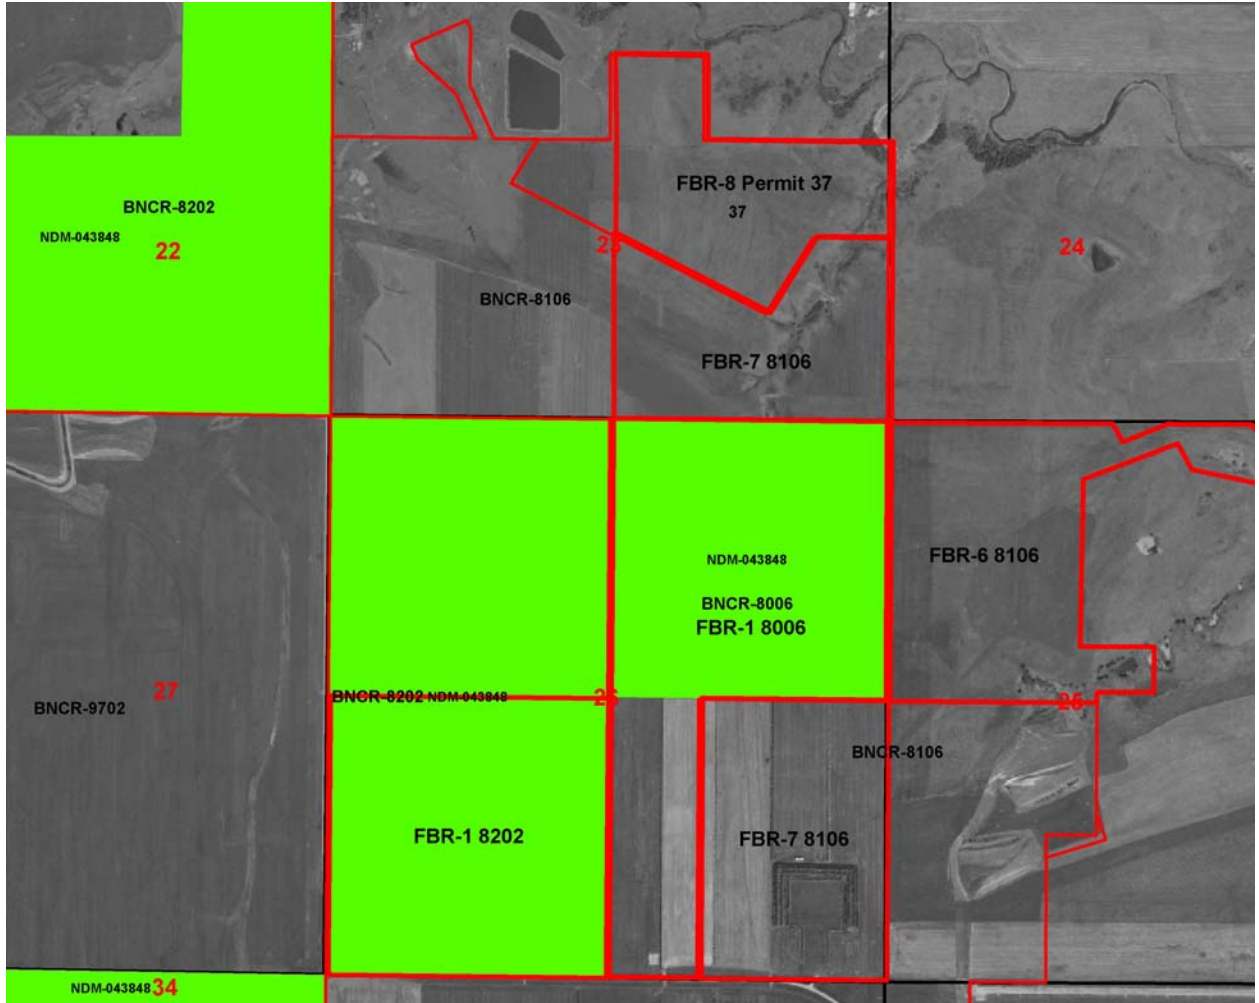 FBR-8 Permit 37
37
BNCR-8202
NDM-043848
22
23
24
BNCR-8106
FBR-7 8106
NDM-043848
BNCR-8006
FBR-1 8006
FBR-6 8106
27
BNCR-9702
BNCR-8202 NDM-043848
26
25
BNCR-8106
FBR-1 8202
FBR-7 8106
NDM-043848 34